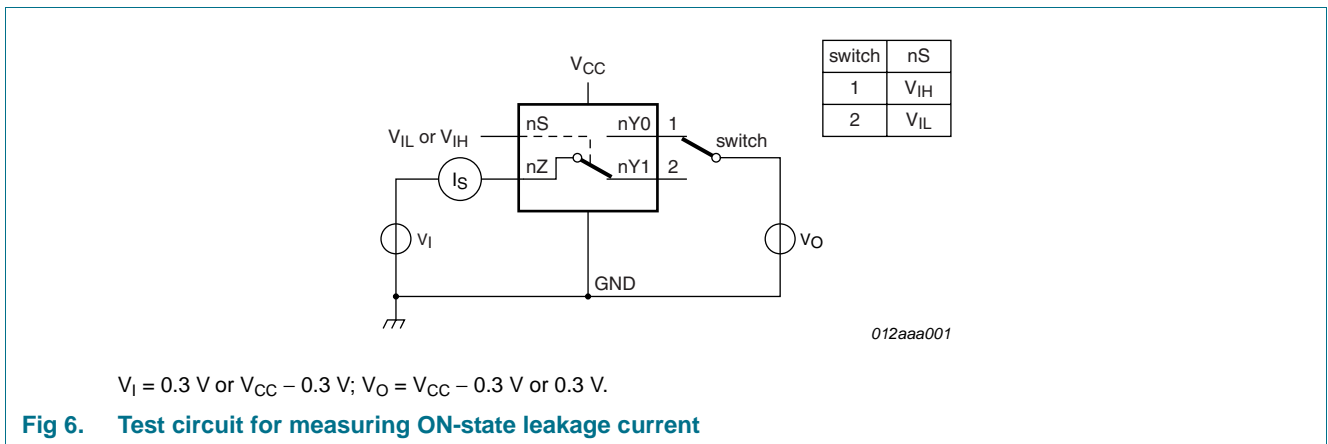 switch nS
1 VIH
2 VIL
VCC
VIL or VIH
nS
nY0
1
switch
nZ
nY1
2
IS
VI
VO
GND
012aaa001
VI = 0.3 V or VCC − 0.3 V; VO = VCC − 0.3 V or 0.3 V.
Fig 6. Test circuit for measuring ON-state leakage current